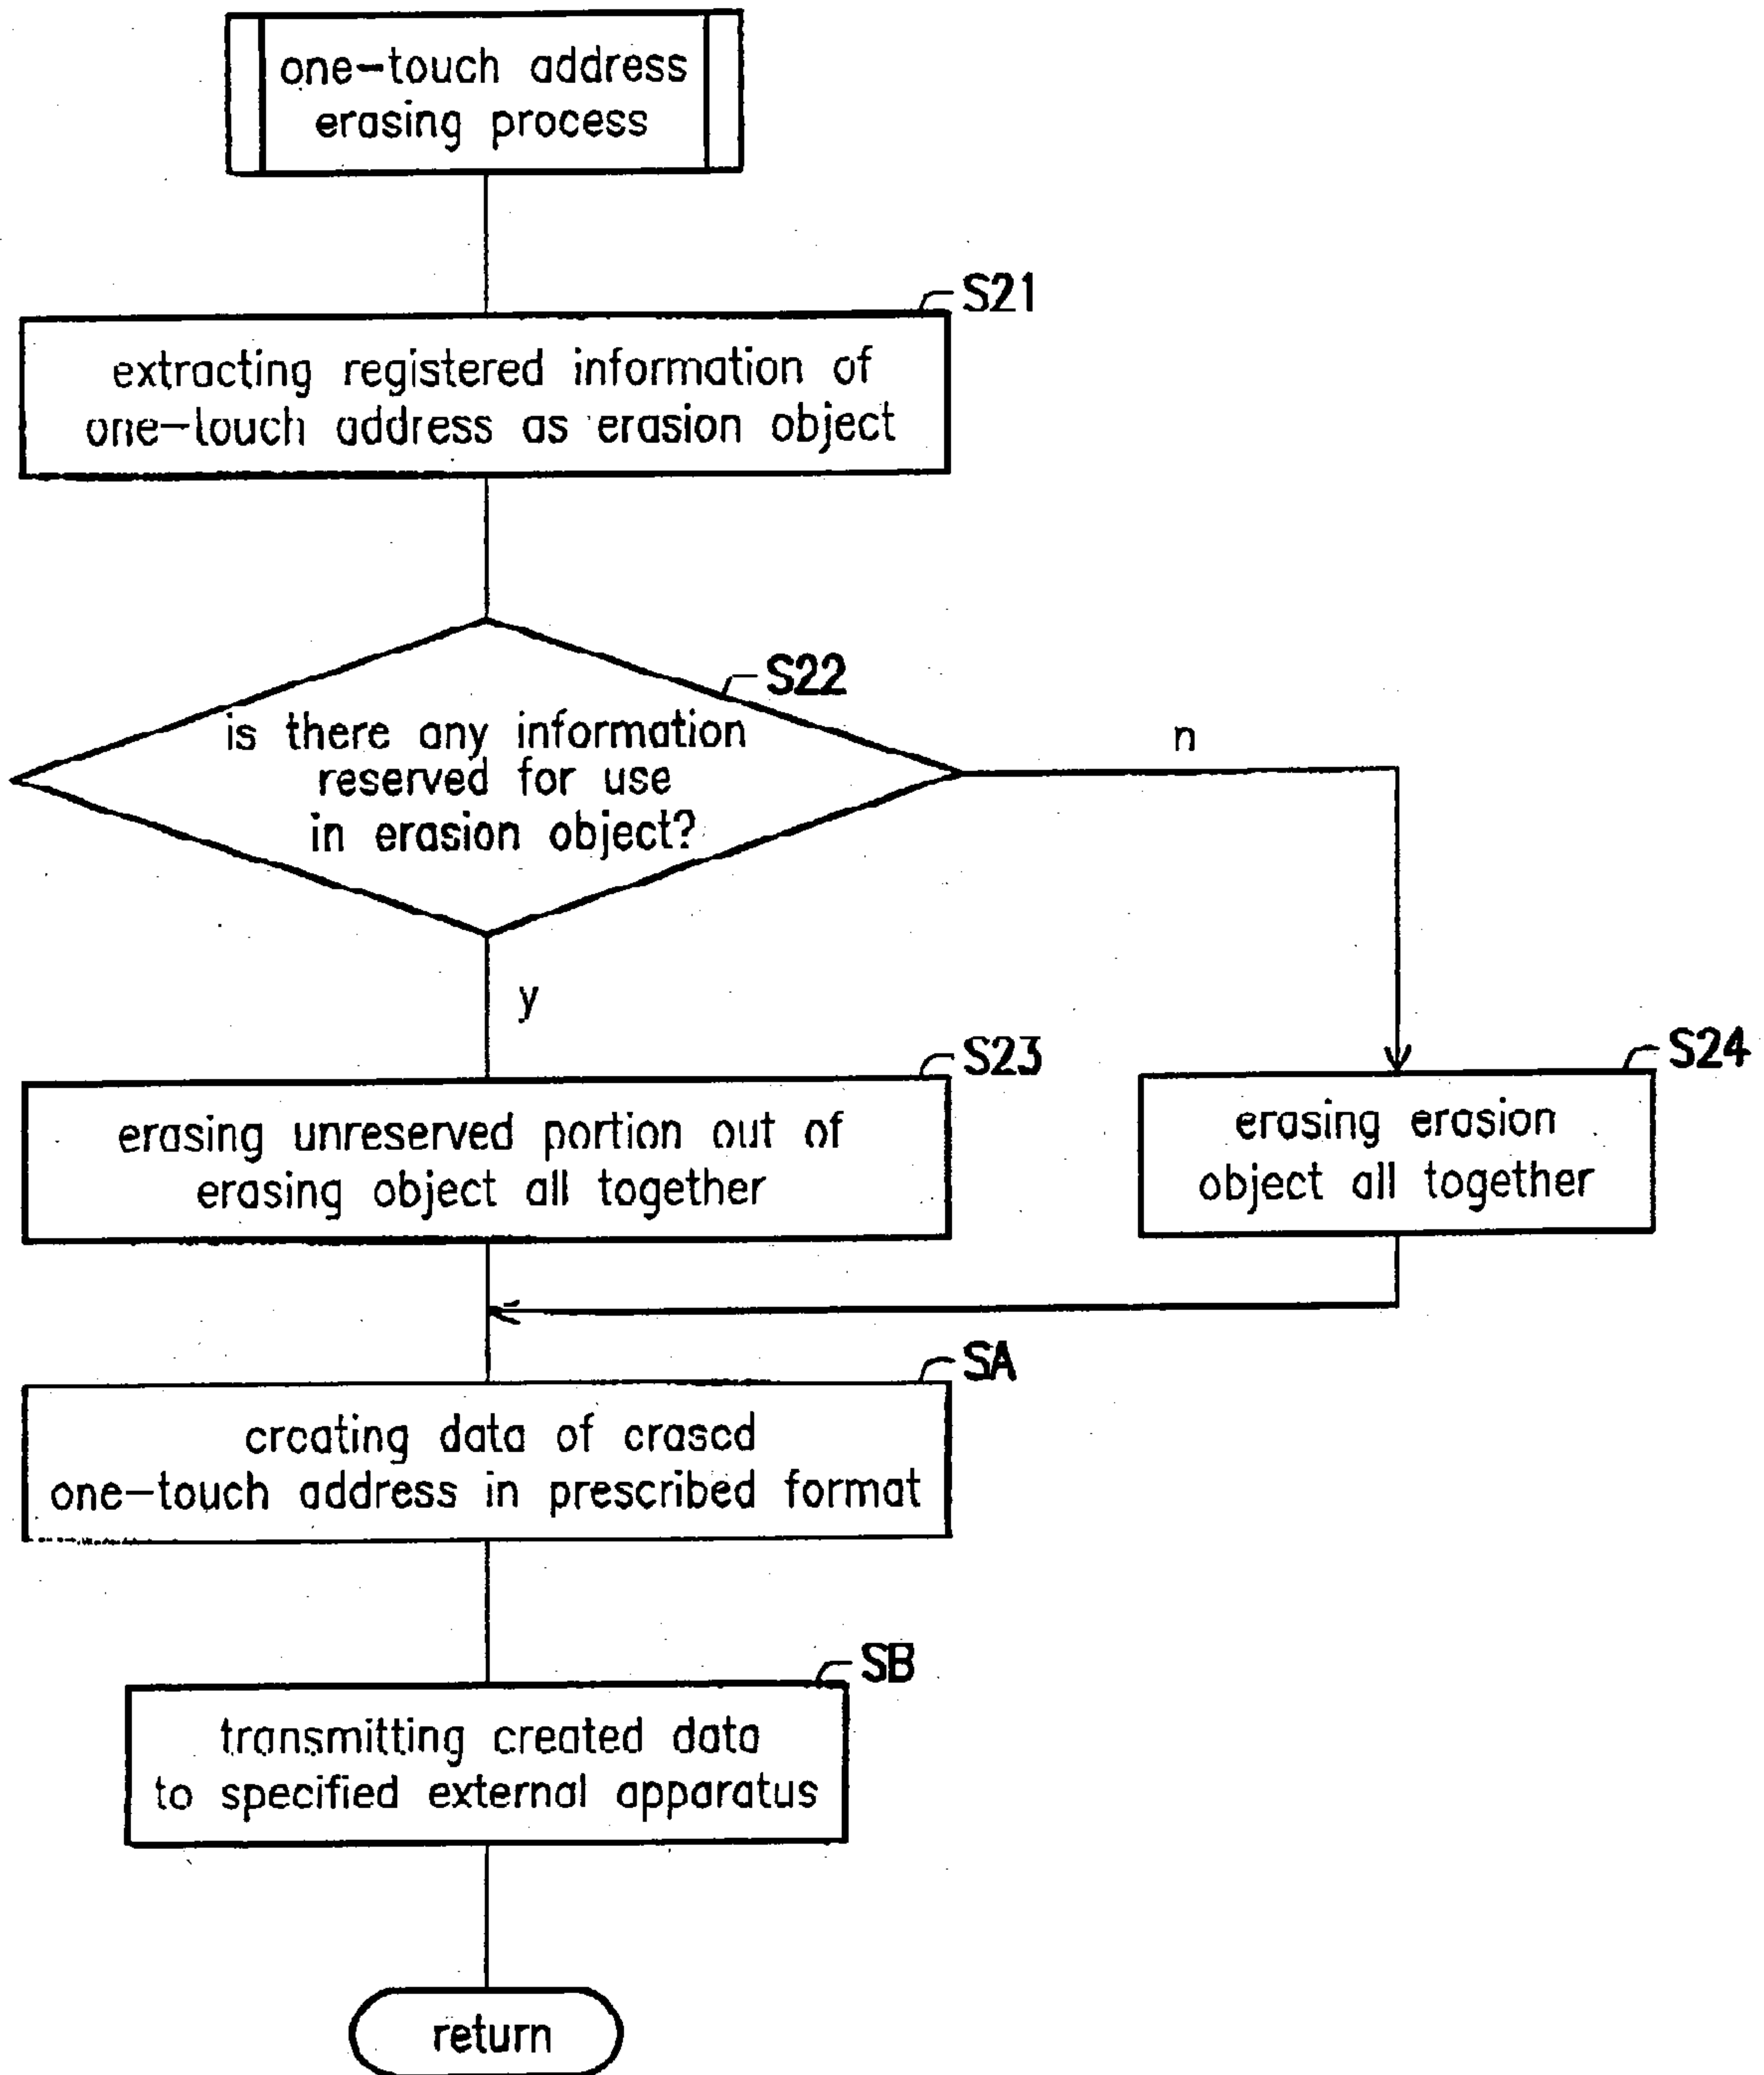 one-touch address
erasing process
S21
extracting registered information of
one-touch address as erasion object
S22
is there any information
reserved for use
in erasion object?
n
y
S23
erasing unreserved portion out of
erasing object all together
S24
erasing erasion
object all together
SA
creating data of erased
one-touch address in prescribed format
SB
transmitting created data
to specified external apparatus
return